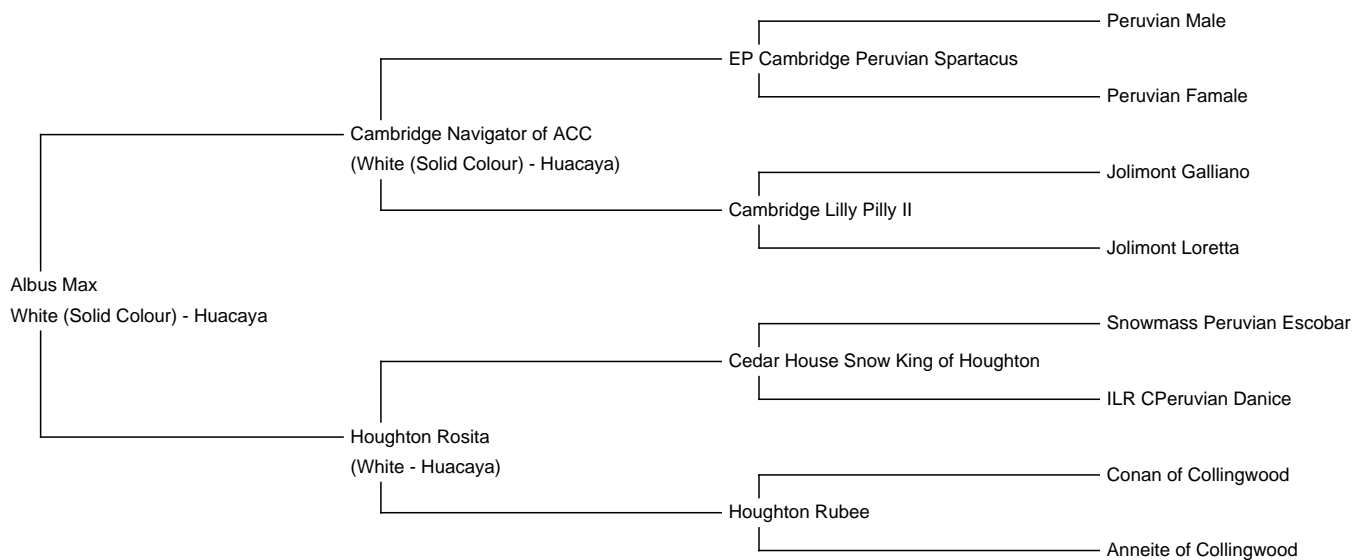 Peruvian Male
EP Cambridge Peruvian Spartacus
Peruvian Famale
Cambridge Navigator of ACC
(White (Solid Colour) - Huacaya)
Jolimont Galliano
Cambridge Lilly Pilly II
Jolimont Loretta
Albus Max
White (Solid Colour) - Huacaya
Snowmass Peruvian Escobar
Cedar House Snow King of Houghton
ILR CPeruvian Danice
Houghton Rosita
(White - Huacaya)
Conan of Collingwood
Houghton Rubee
Anneite of Collingwood